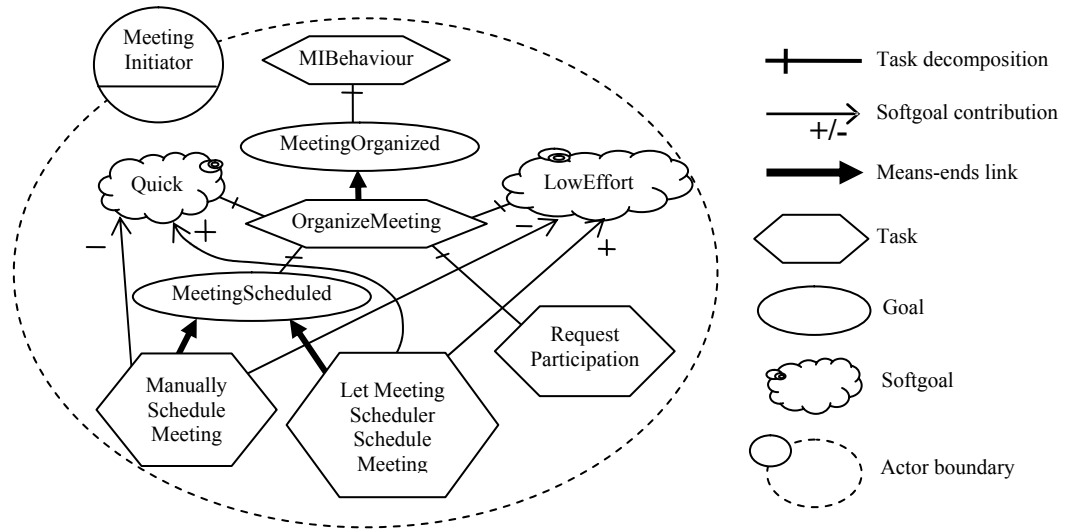 Meeting
Initiator
MIBehaviour
MeetingOrganized
Quick
LowEffort
OrganizeMeeting
−
+
−
+
MeetingScheduled
Request
Participation
Manually
Schedule
Meeting
Let Meeting
Scheduler
Schedule
Meeting
Task decomposition
Softgoal contribution
+/-
Means-ends link
Task
Goal
Softgoal
Actor boundary